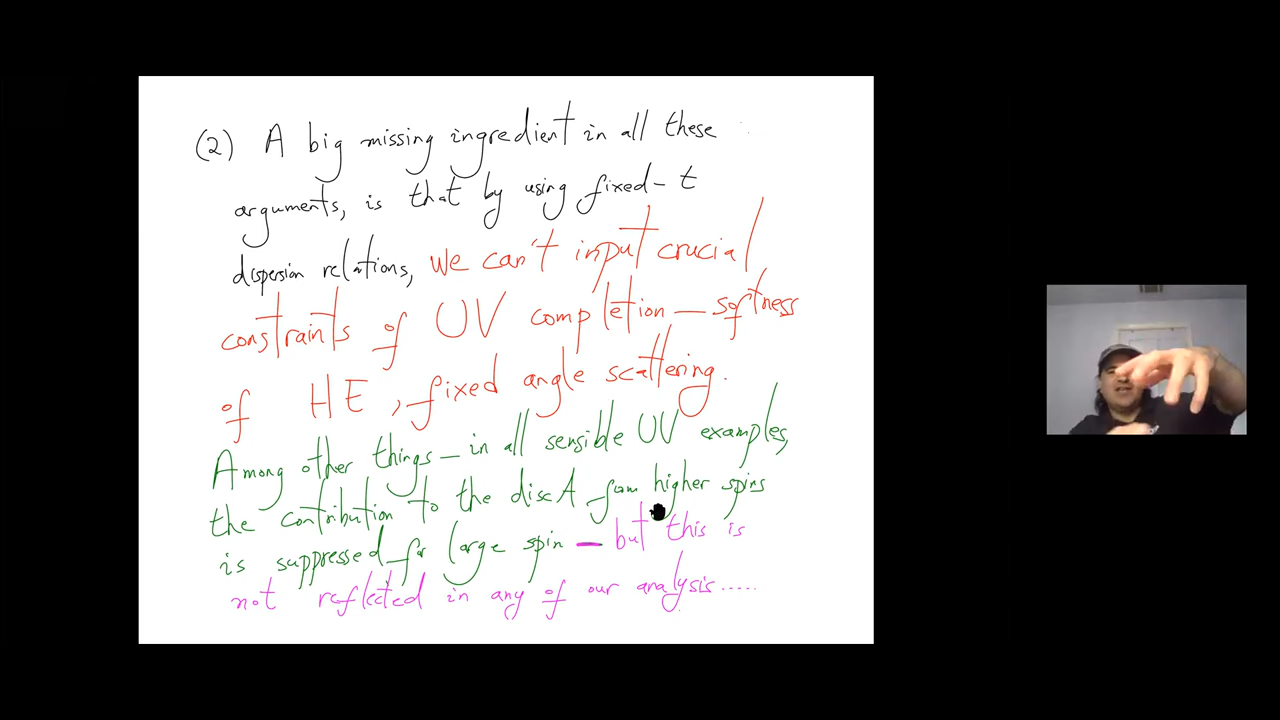 (2) A big missing ingredient in all these
arguments, is that by using fixed-t
dispersion relations, we can't input crucial
constraints of UV completion — softness
of HE, fixed angle scattering.
Among other things — in all sensible UV examples,
the contribution to the disc A from higher spins
is suppressed for large spin — but this is
not reflected in any of our analysis.....